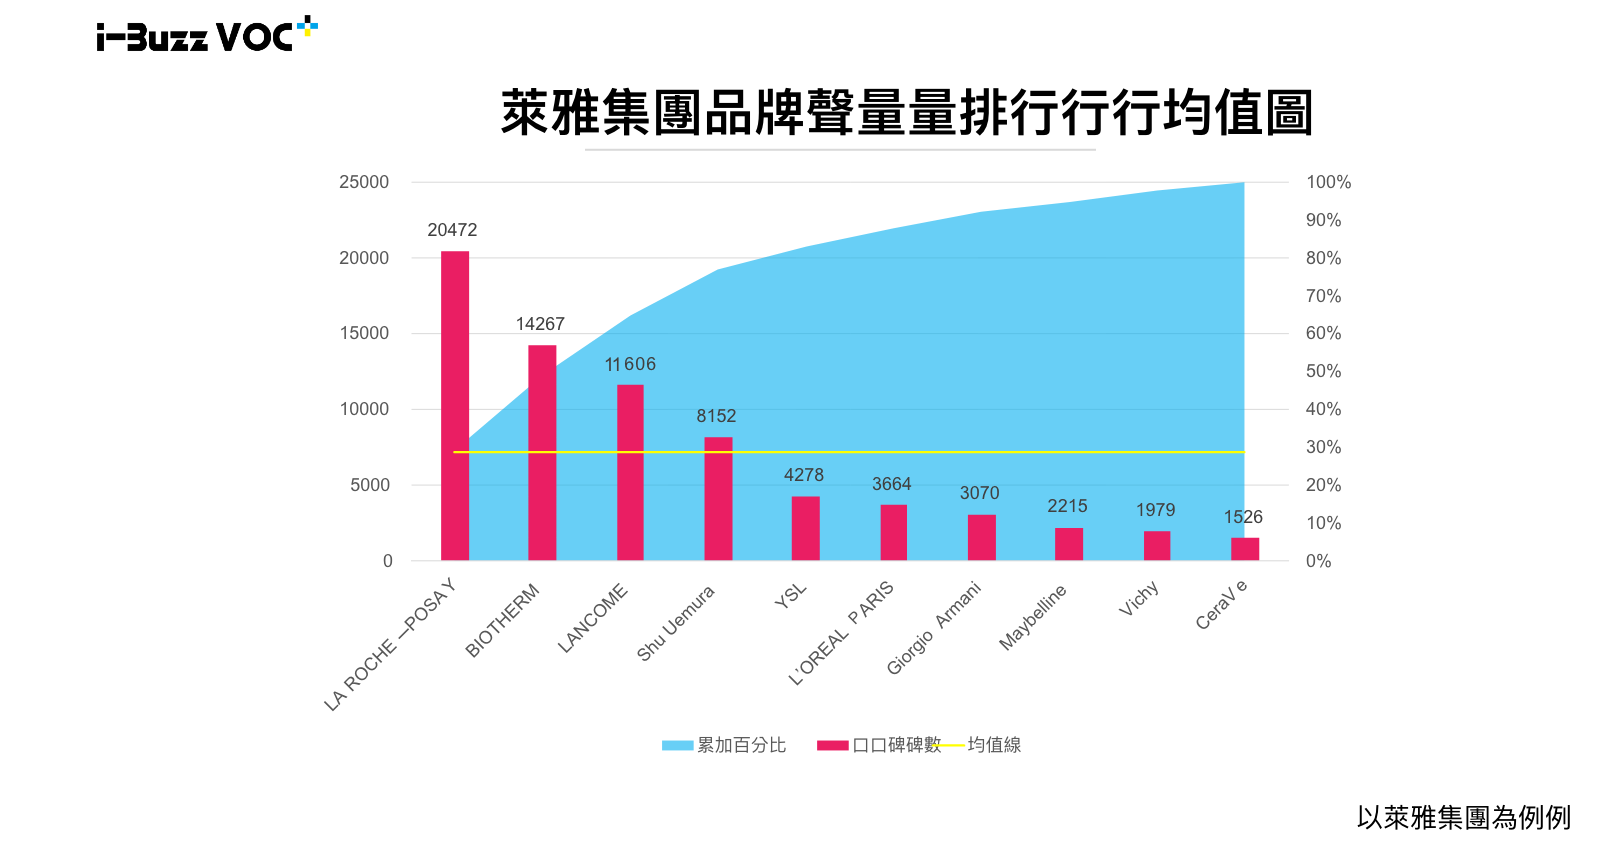 i-Buzz VOC+
萊雅集團品牌聲量量排行行行均值圖
25000
20000
15000
10000
5000
0
100%
90%
80%
70%
60%
50%
40%
30%
20%
10%
0%
20472
14267
11606
8152
4278
3664
3070
2215
1979
1526
LA ROCHE –POSAY
BIOTHERM
LANCOME
Shu Uemura
YSL
L'OREAL PARIS
Giorgio Armani
Maybelline
Vichy
CeraVe
累加百分比 口口碑碑數 均值線
以萊雅集團為例例